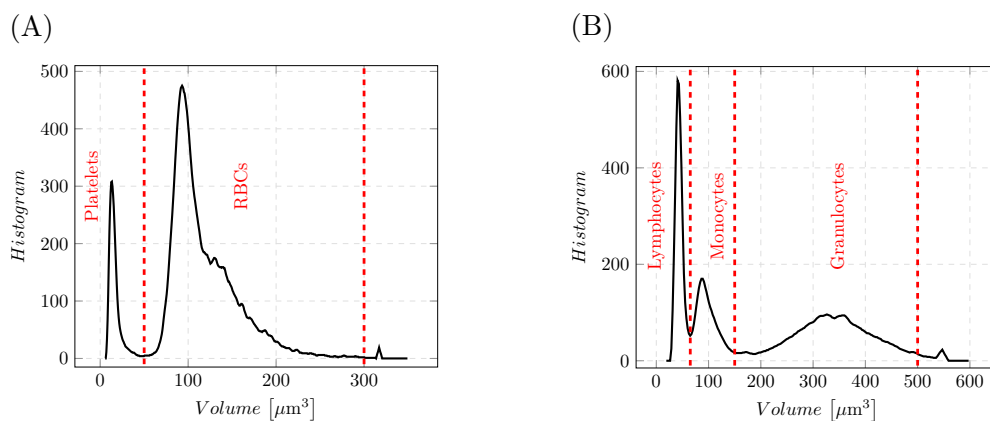 (A)
500
400
300
200
100
0
Histogram
Platelets
RBCs
0
100
200
300
Volume [μm³]
(B)
600
400
200
0
Histogram
Lymphocytes
Monocytes
Granulocytes
0
100
200
300
400
500
600
Volume [μm³]